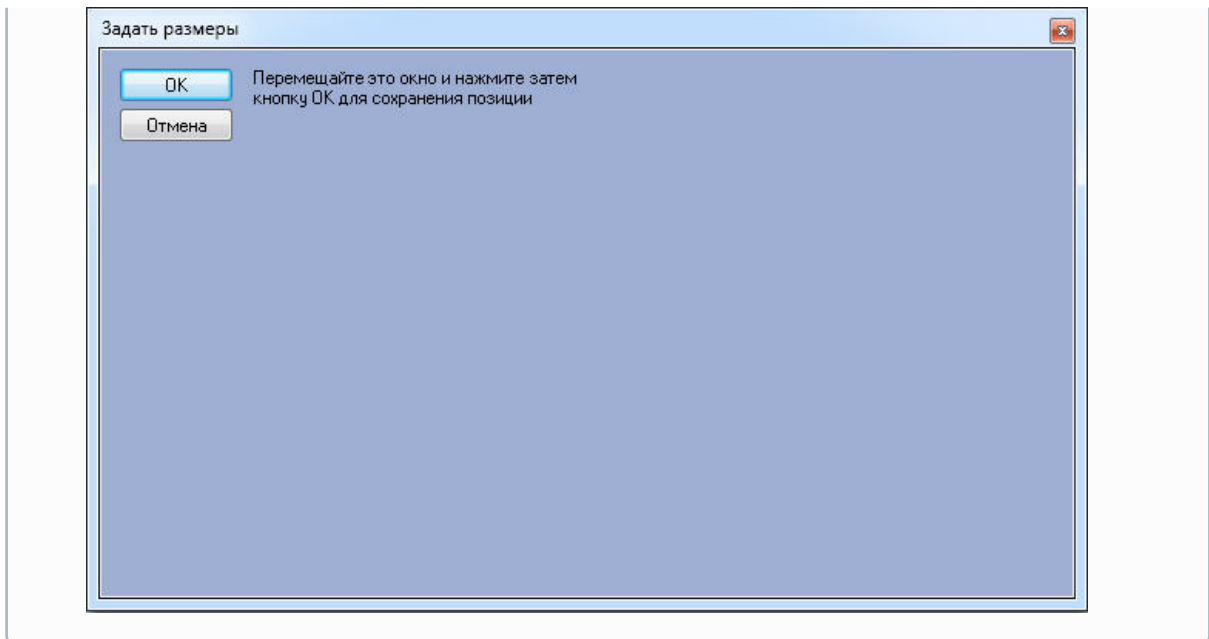 Задать размеры
OK
Перемещайте это окно и нажмите затем
кнопку OK для сохранения позиции
Отмена